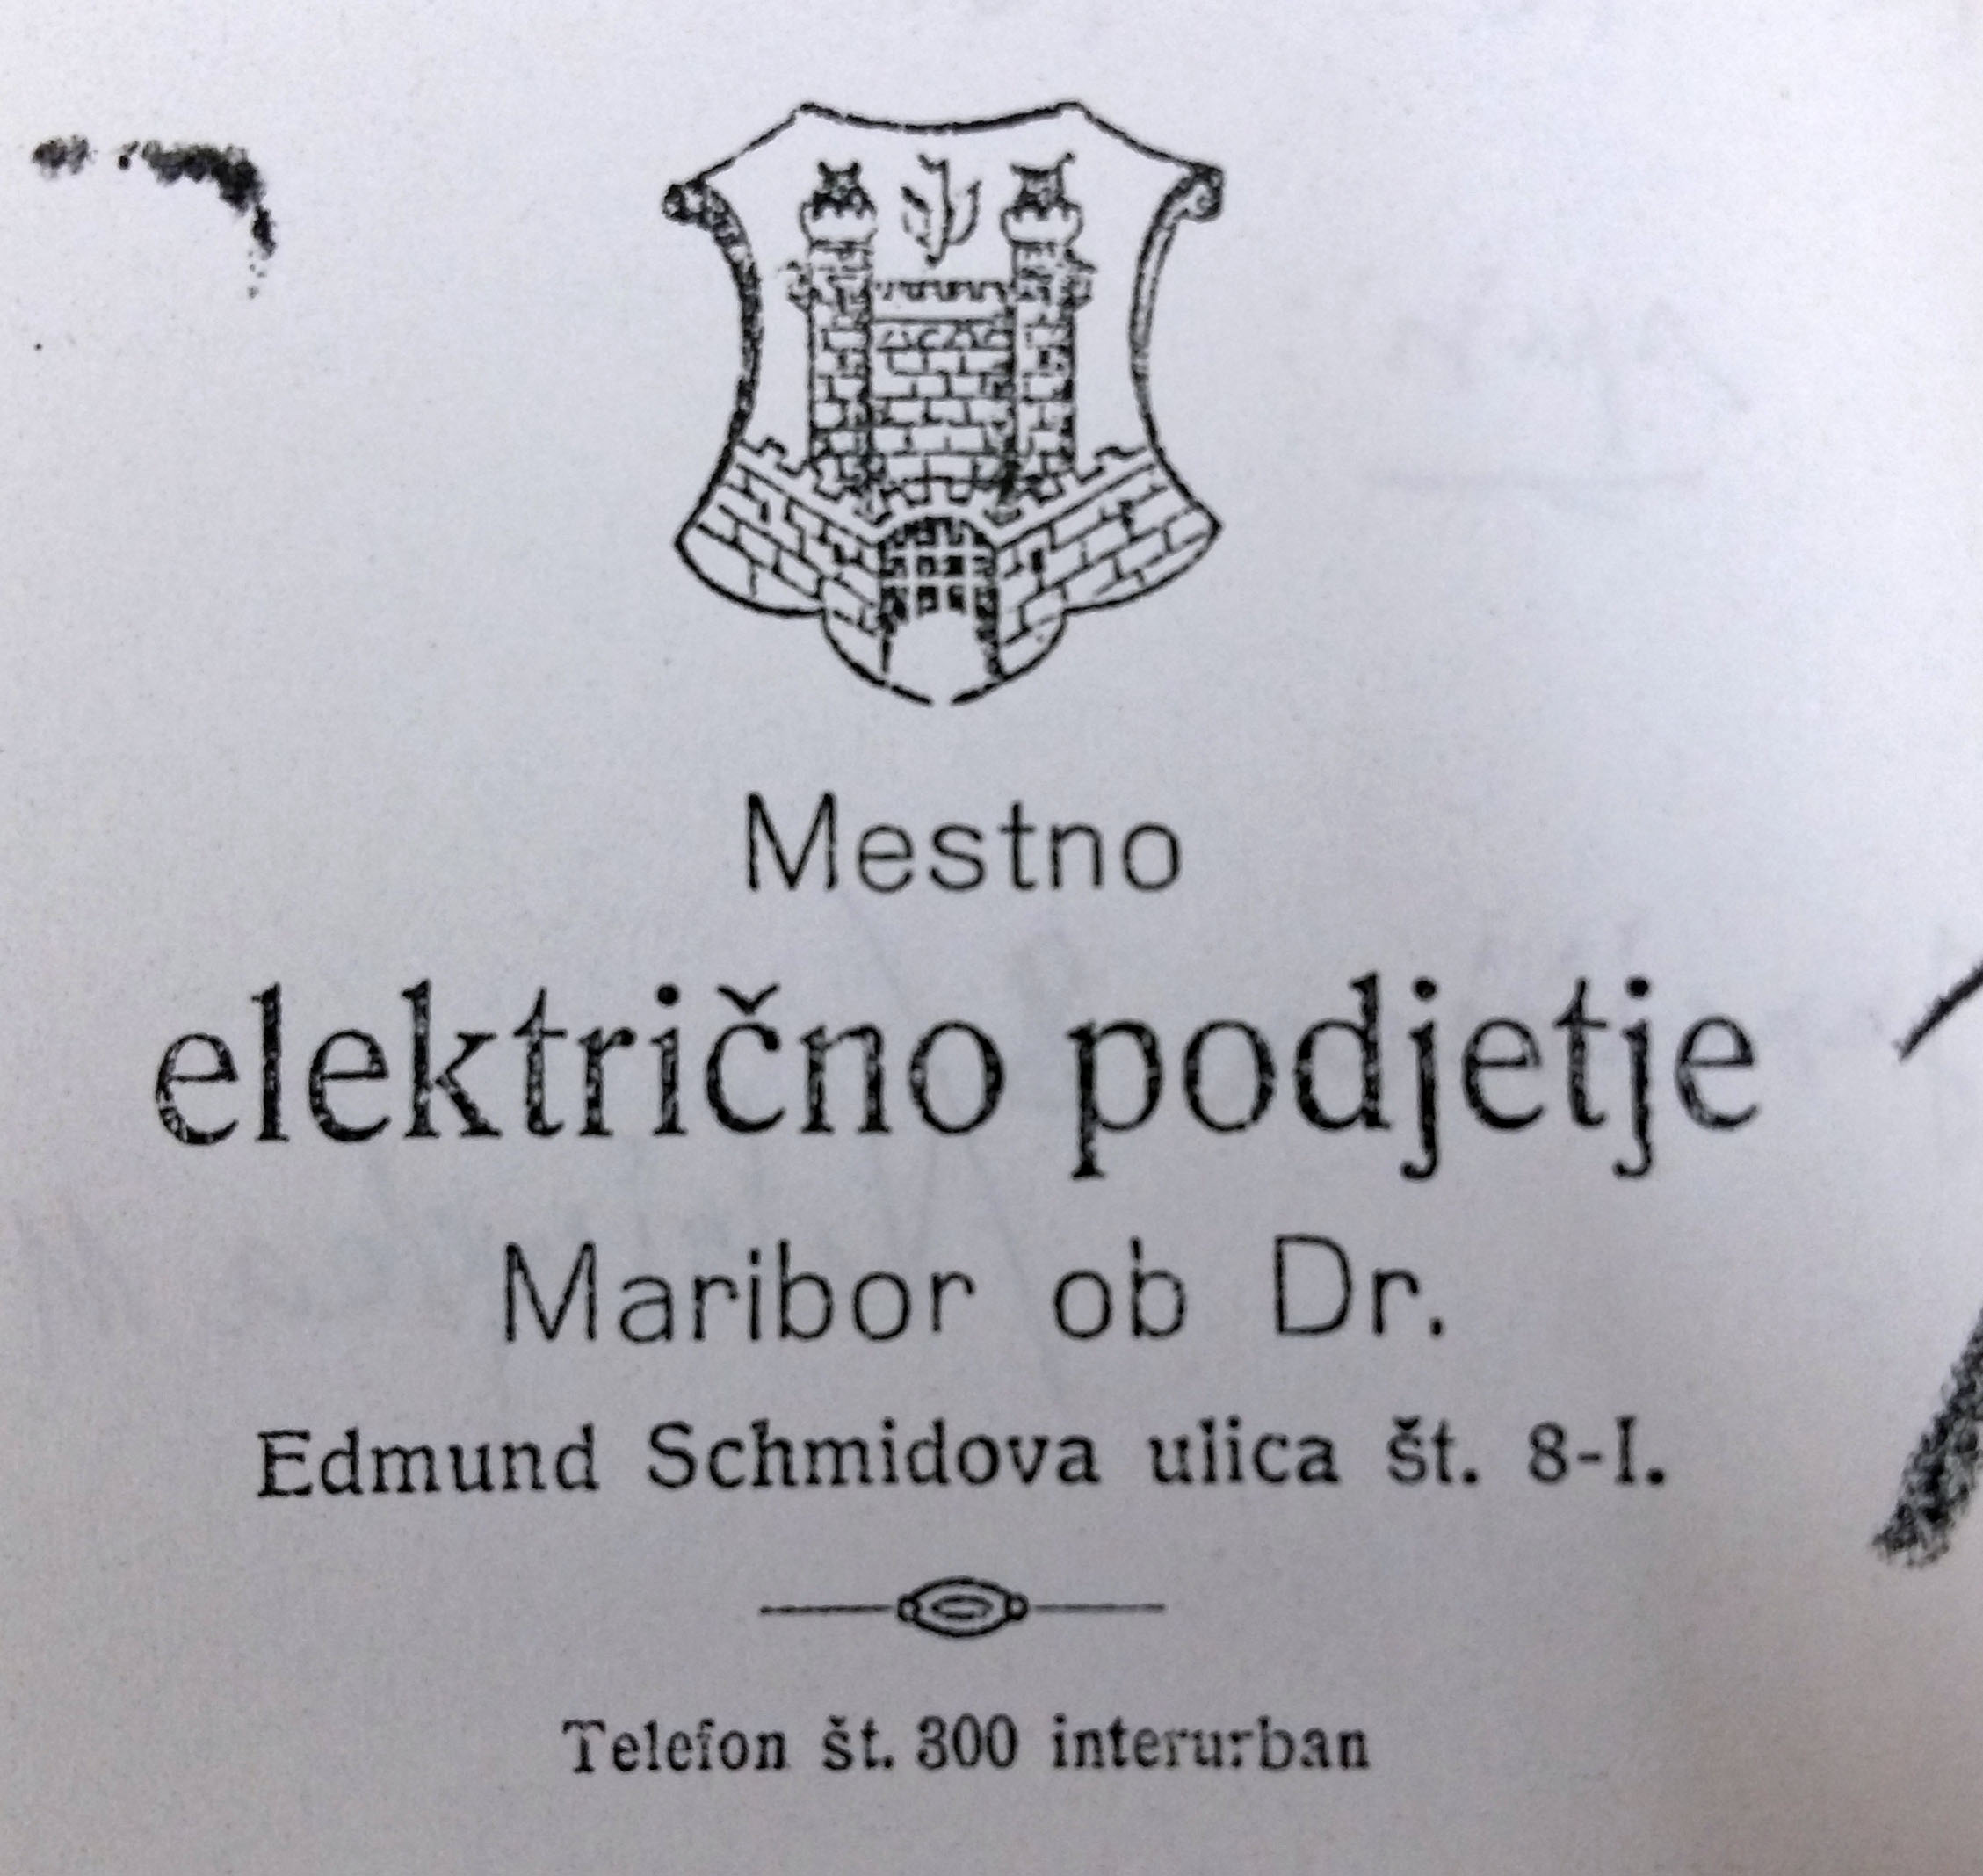 Mestno
električno podjetje
Maribor ob Dr.
Edmund Schmidova ulica št. 8-I.
Telefon št. 300 interurban